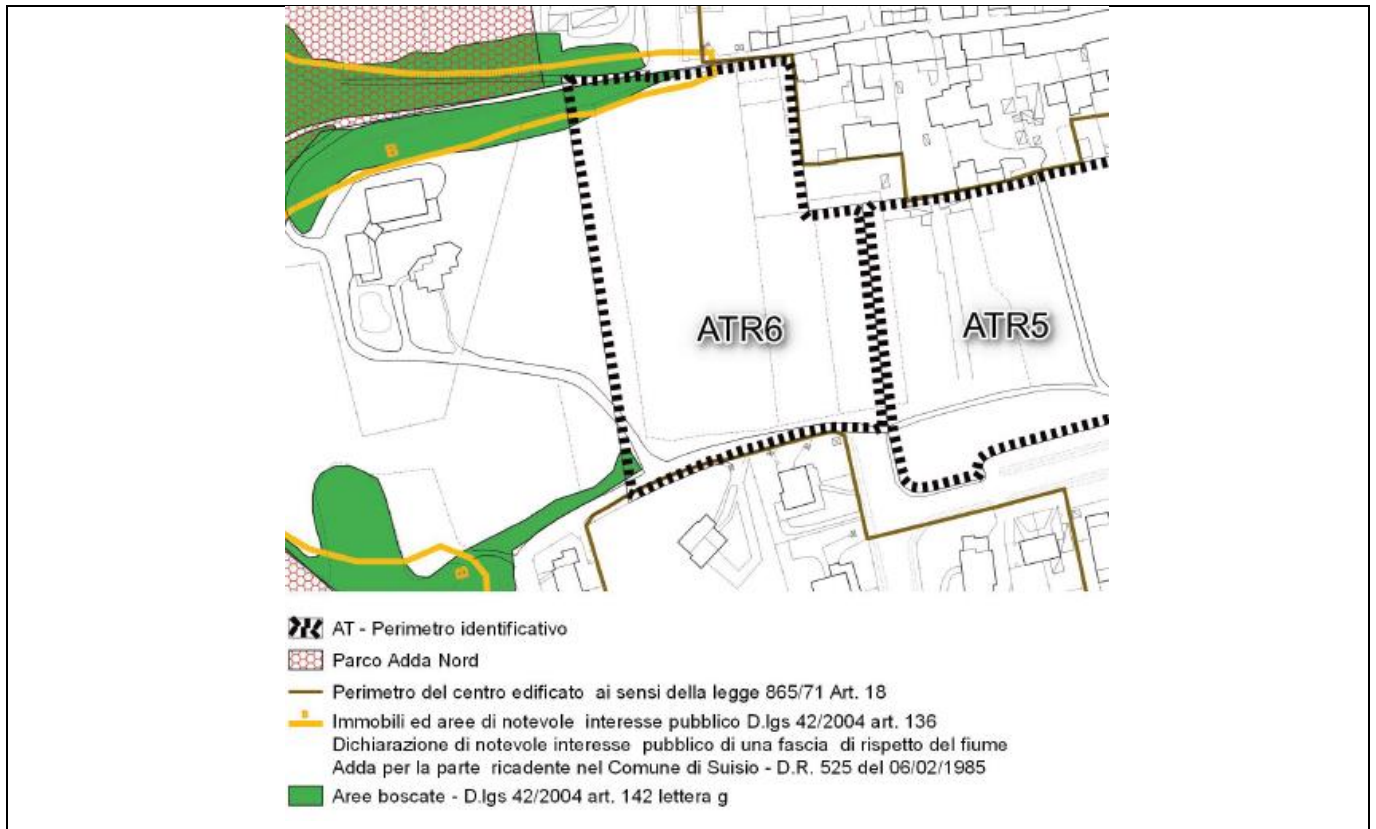 B
ATR6
ATR5
B
AT - Perimetro identificativo
Parco Adda Nord
Perimetro del centro edificato ai sensi della legge 865/71 Art. 18
B
Immobili ed aree di notevole interesse pubblico D.lgs 42/2004 art. 136
Dichiarazione di notevole interesse pubblico di una fascia di rispetto del fiume
Adda per la parte ricadente nel Comune di Suisio - D.R. 525 del 06/02/1985
Aree boscate - D.lgs 42/2004 art. 142 lettera g